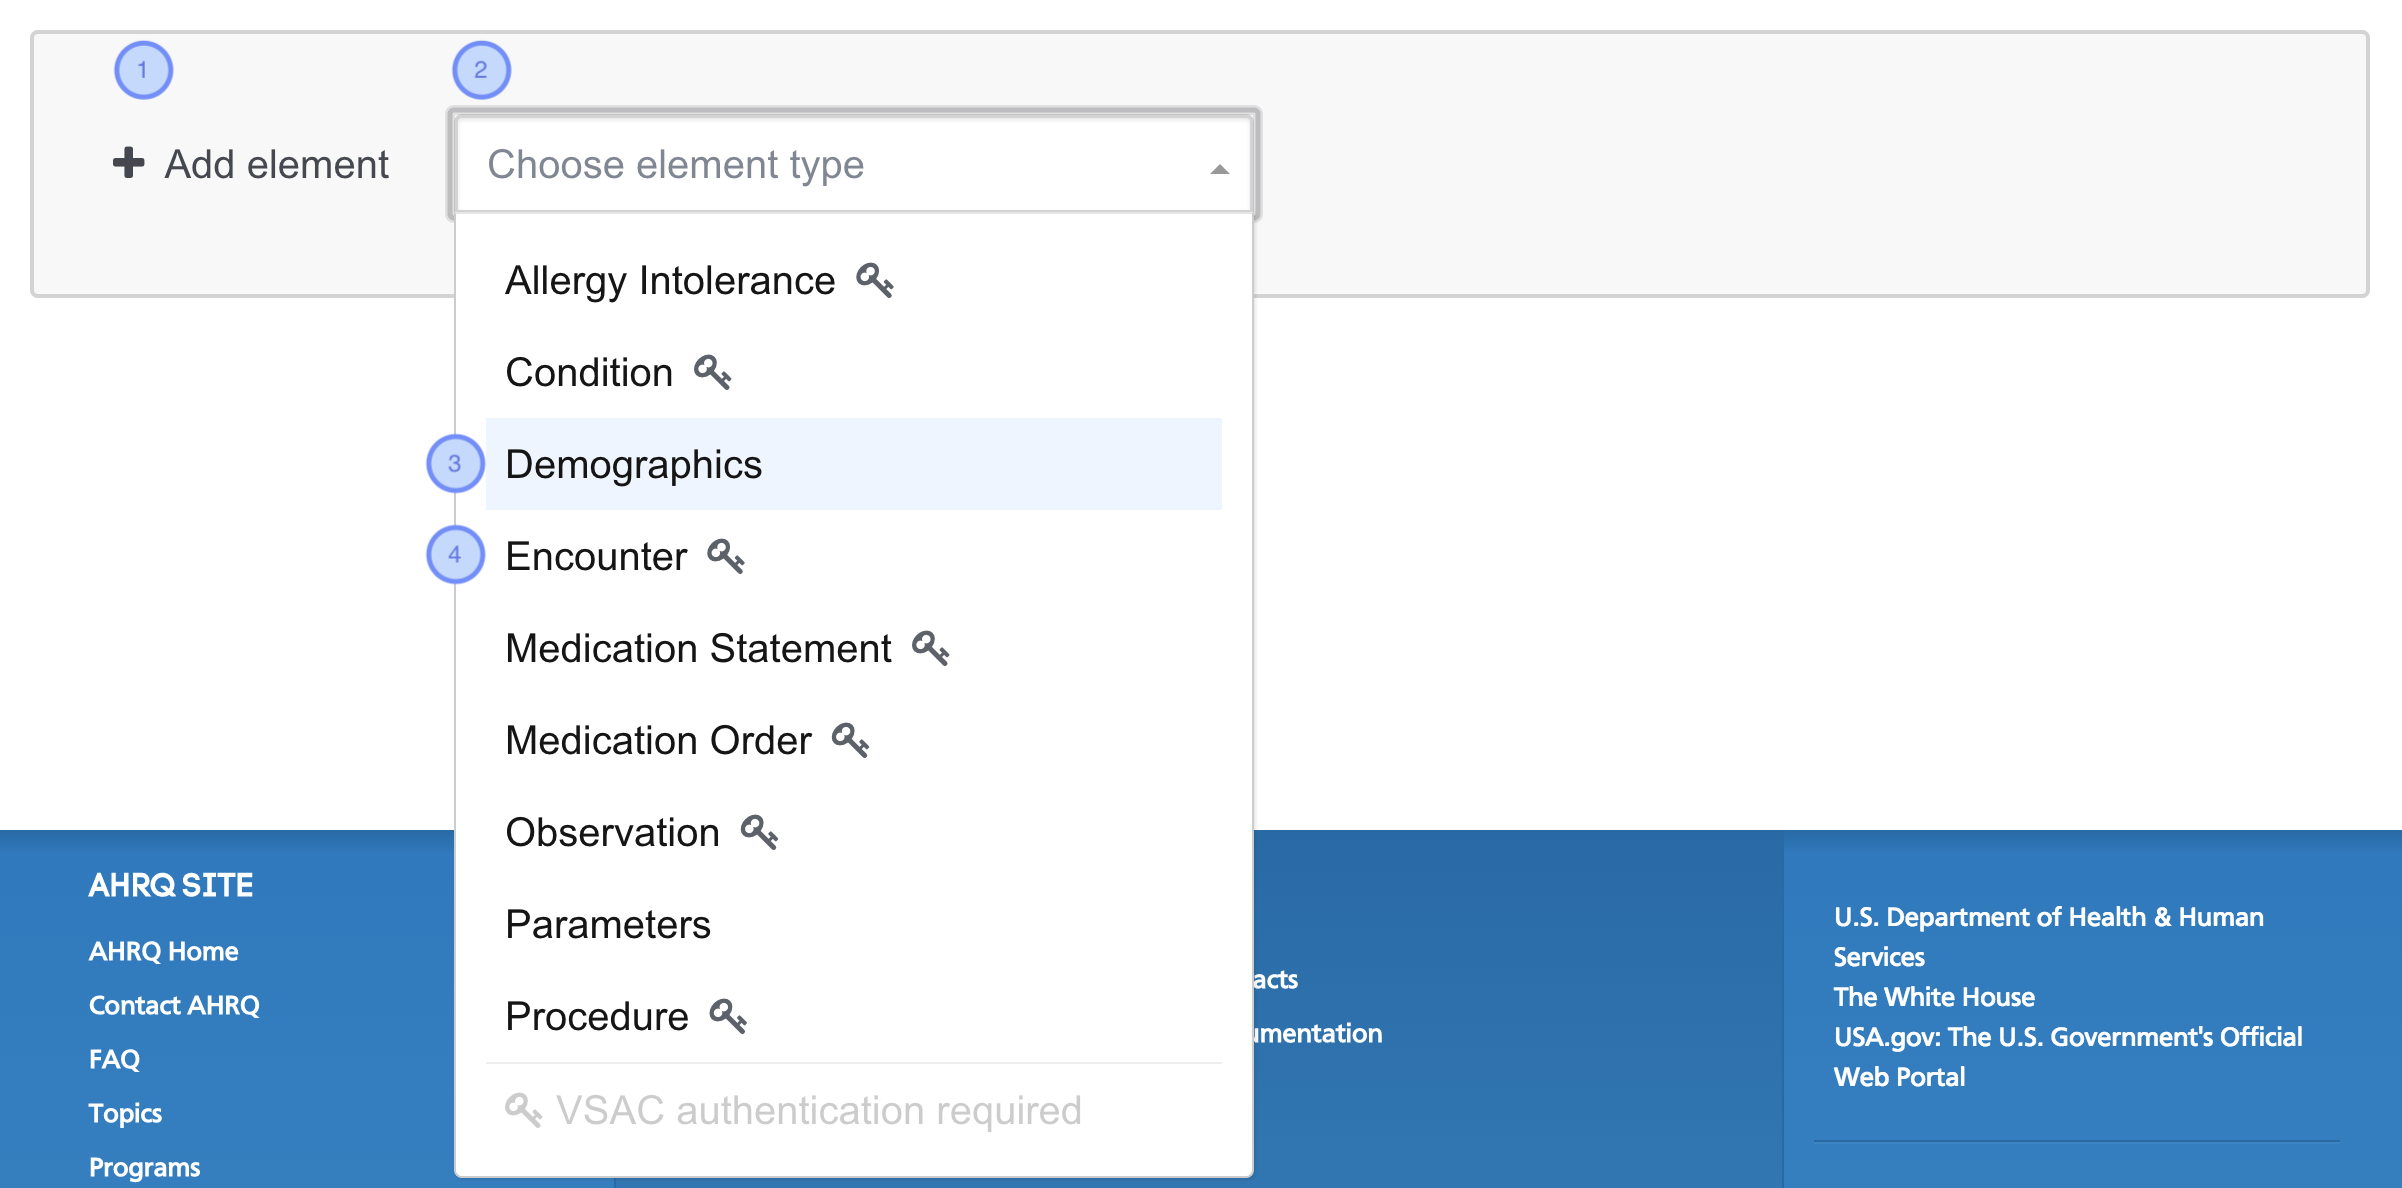 1
2
Add element
Choose element type
Allergy Intolerance
Condition
3
Demographics
4
Encounter
Medication Statement
Medication Order
Observation
Parameters
Procedure
VSAC authentication required
AHRQ SITE
AHRQ Home
Contact AHRQ
FAQ
Topics
Programs
acts
umentation
U.S. Department of Health & Human
Services
The White House
USA.gov: The U.S. Government's Official
Web Portal